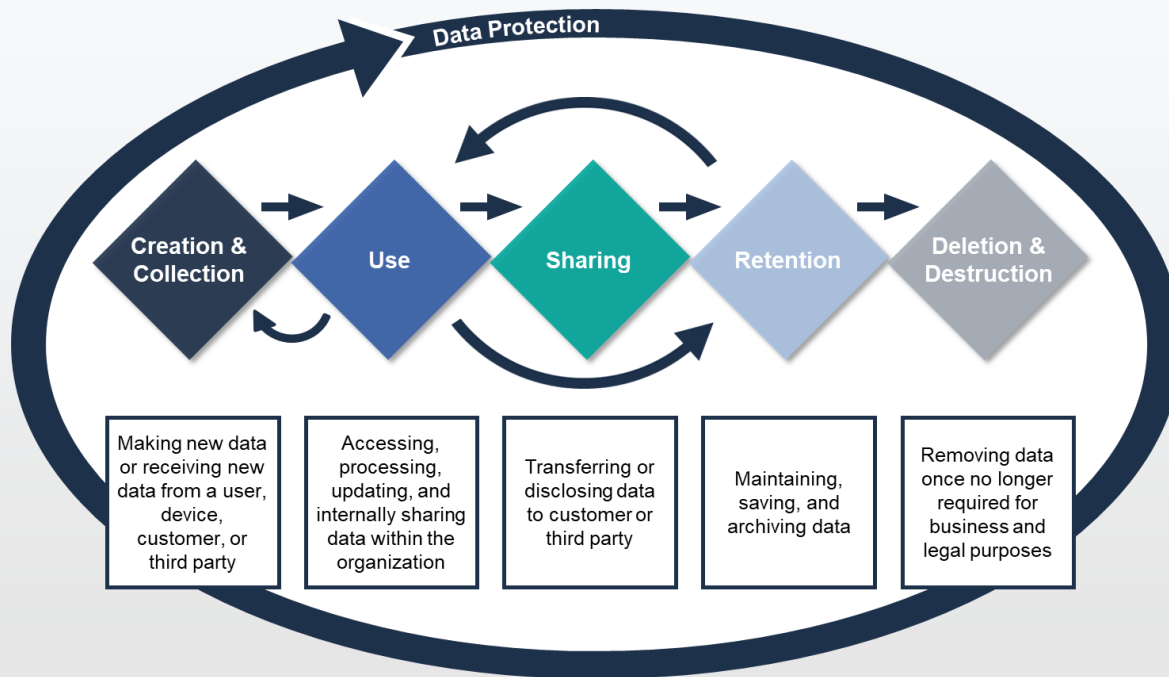 Data Protection
Creation &
Collection
Use
Sharing
Retention
Deletion &
Destruction
Making new data
or receiving new
data from a user,
device,
customer, or
third party
Accessing,
processing,
updating, and
internally sharing
data within the
organization
Transferring or
disclosing data
to customer or
third party
Maintaining,
saving, and
archiving data
Removing data
once no longer
required for
business and
legal purposes